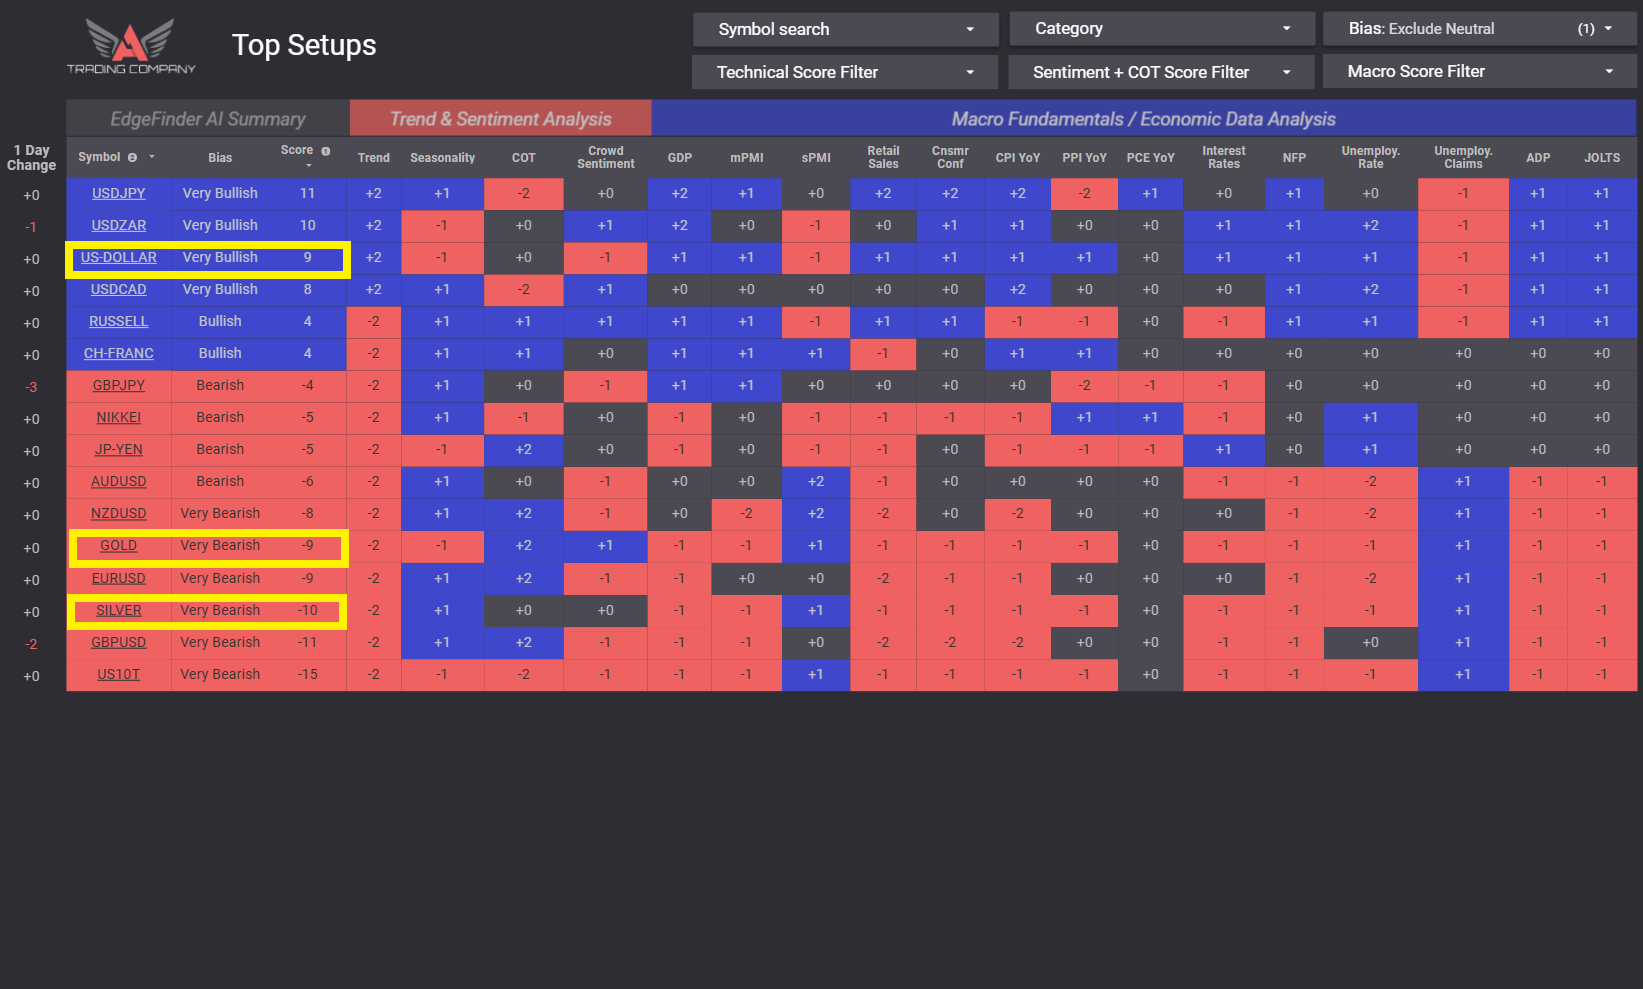 TRADING COMPANY
Top Setups
Symbol search
Category
Bias: Exclude Neutral (1)
Technical Score Filter
Sentiment + COT Score Filter
Macro Score Filter
EdgeFinder AI Summary Trend & Sentiment Analysis Macro Fundamentals / Economic Data Analysis
1 Day Change Symbol 2 Bias Score 1 Trend Seasonality COT Crowd Sentiment GDP mPMI sPMI Retail Sales Cnsmr Conf CPI YoY PPI YoY PCE YoY Interest Rates NFP Unemploy. Rate Unemploy. Claims ADP JOLTS
+0 USDJPY Very Bullish 11 +2 +1 -2 +0 +2 +1 +0 +2 +2 +2 -2 +1 +0 +1 +0 -1 +1 +1
-1 USDZAR Very Bullish 10 +2 -1 +0 +1 +2 +0 -1 +0 +1 +1 +0 +0 +1 +1 +2 -1 +1 +1
+0 US-DOLLAR Very Bullish 9 +2 -1 +0 -1 +1 +1 -1 +1 +1 +1 +1 +0 +1 +1 +1 -1 +1 +1
+0 USDCAD Very Bullish 8 +2 +1 -2 +1 +0 +0 +0 +0 +0 +2 +0 +0 +0 +1 +2 -1 +1 +1
+0 RUSSELL Bullish 4 -2 +1 +1 +1 +1 +1 -1 +1 +1 -1 -1 +0 -1 +1 +1 -1 +1 +1
+0 CH-FRANC Bullish 4 -2 +1 +1 +0 +1 +1 +1 -1 +0 +1 +1 +0 +0 +0 +0 +0 +0 +0
-3 GBPJPY Bearish -4 -2 +1 +0 -1 +1 +1 +0 +0 +0 +0 -2 -1 -1 +0 +0 +0 +0 +0
+0 NIKKEI Bearish -5 -2 +1 -1 +0 -1 +0 -1 -1 -1 -1 +1 +1 -1 +0 +1 +0 +0 +0
+0 JP-YEN Bearish -5 -2 -1 +2 +0 -1 +0 -1 -1 +0 -1 -1 -1 +1 +0 +1 +0 +0 +0
+0 AUDUSD Bearish -6 -2 +1 +0 -1 +0 +0 +2 -1 +0 +0 +0 +0 -1 -1 -2 +1 -1 -1
+0 NZDUSD Very Bearish -8 -2 +1 +2 -1 +0 -2 +2 -2 +0 -2 +0 +0 +0 -1 -2 +1 -1 -1
+0 GOLD Very Bearish -9 -2 -1 +2 +1 -1 -1 +1 -1 -1 -1 -1 +0 -1 -1 -1 +1 -1 -1
+0 EURUSD Very Bearish -9 -2 +1 +2 -1 -1 +0 +0 -2 -1 -1 +0 +0 +0 -1 -2 +1 -1 -1
+0 SILVER Very Bearish -10 -2 +1 +0 +0 -1 -1 +1 -1 -1 -1 -1 +0 -1 -1 -1 +1 -1 -1
-2 GBPUSD Very Bearish -11 -2 +1 +2 -1 -1 -1 +0 -2 -2 -2 +0 +0 -1 -1 +0 +1 -1 -1
+0 US10T Very Bearish -15 -2 -1 -2 -1 -1 -1 +1 -1 -1 -1 -1 +0 -1 -1 -1 +1 -1 -1